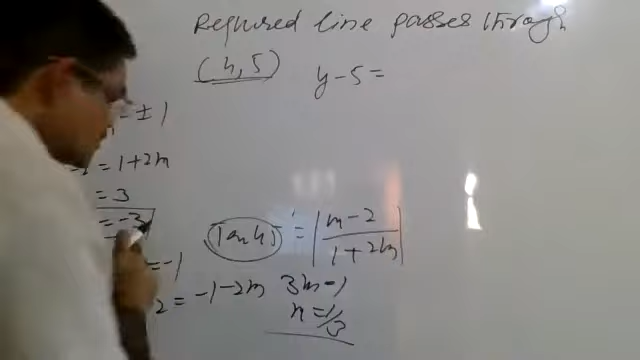 Required line passes through
(4,5) y-5=
± 1
= 1+2m
= 3
= -3
tan 45 = |m-2 / 1+2m|
= -1
2 = -1-2m 3m-1
m = 1/3